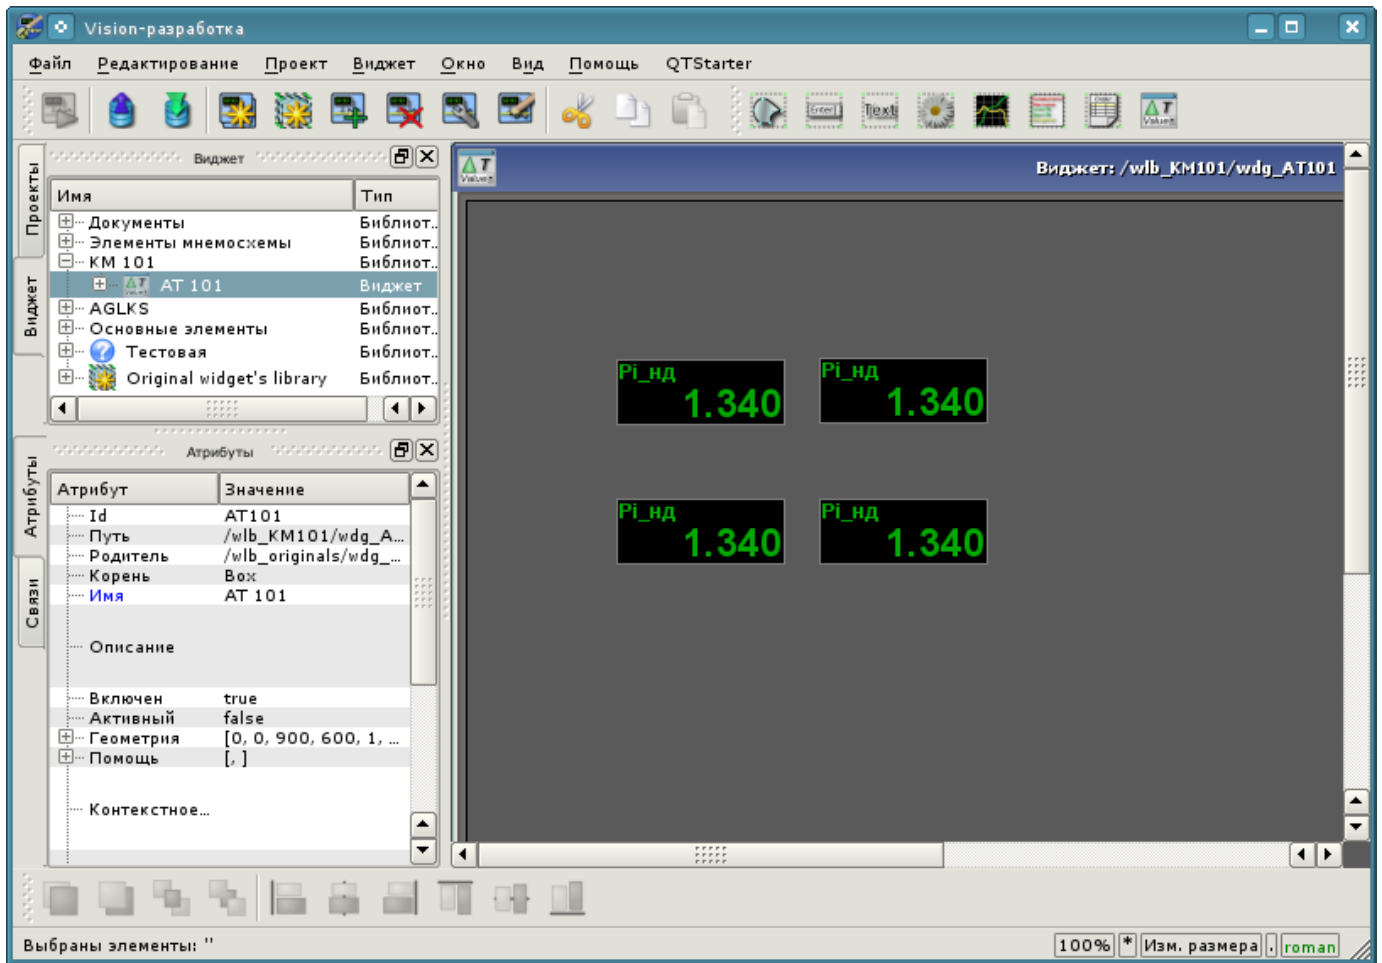 Vision-разработка
Файл Редактирование Проект Виджет Окно Вид Помощь QTStarter
Enter Text Value
Проекты
Виджет
Виджет
Имя Тип
Документы Библиот..
Элементы мнемосхемы Библиот..
КМ 101 Библиот..
АТ 101 Виджет
AGLKS Библиот..
Основные элементы Библиот..
Тестовая Библиот..
Original widget's library Библиот..
Атрибуты
Связи
Атрибуты
Атрибут Значение
Id AT101
Путь /wlb_KM101/wdg_A...
Родитель /wlb_originals/wdg_...
Корень Box
Имя АТ 101
Описание
Включен true
Активный false
Геометрия [0, 0, 900, 600, 1, ...
Помощь [, ]
Контекстное...
Виджет: /wlb_KM101/wdg_AT101
Pi_нд Pi_нд
1.340 1.340
Pi_нд Pi_нд
1.340 1.340
Выбраны элементы: ''
100% * Изм. размера . roman